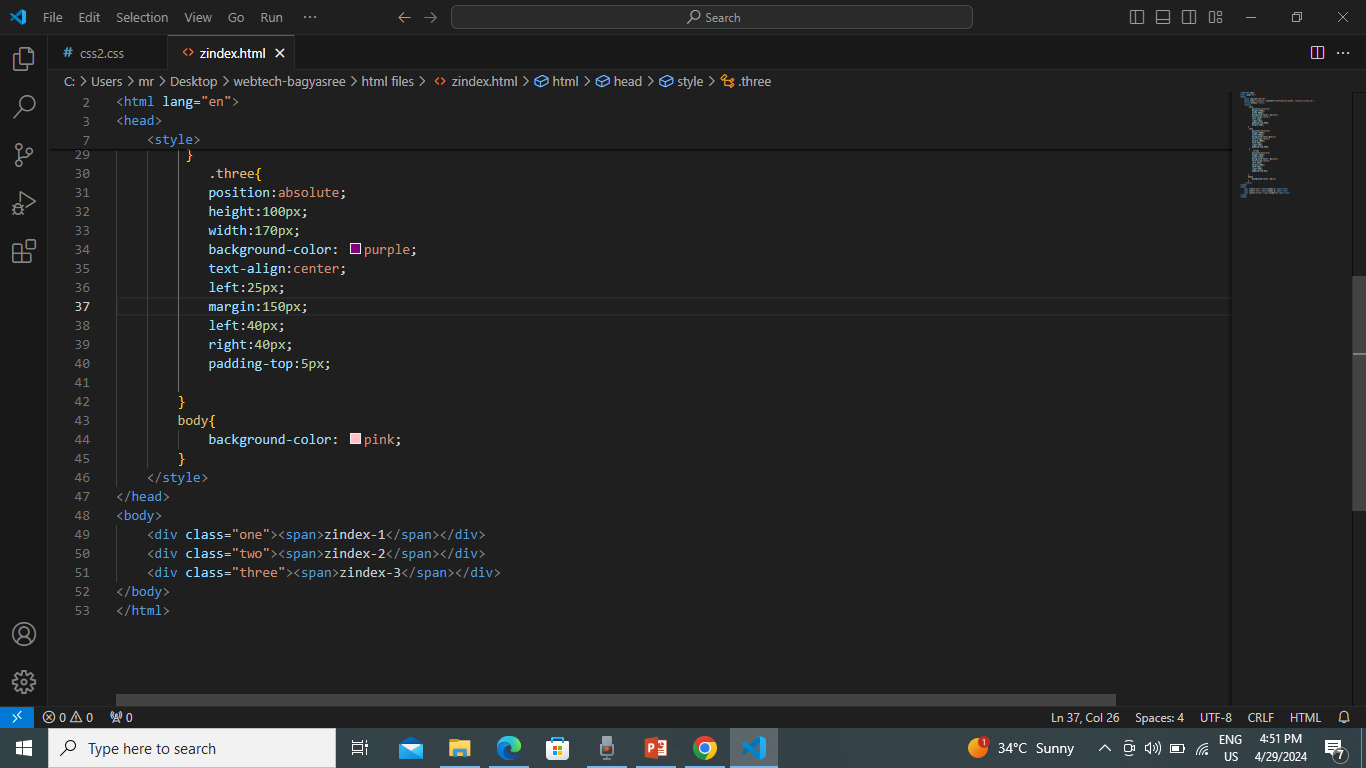 File Edit Selection View Go Run ··· Search
# css2.css <> zindex.html
C: > Users > mr > Desktop > webtech-bagyasree > html files > <> zindex.html > html > head > style > .three
2 <html lang="en">
3 <head>
7 <style>
29 }
30 .three{
31 position:absolute;
32 height:100px;
33 width:170px;
34 background-color: purple;
35 text-align:center;
36 left:25px;
37 margin:150px;
38 left:40px;
39 right:40px;
40 padding-top:5px;
41
42 }
43 body{
44 background-color: pink;
45 }
46 </style>
47 </head>
48 <body>
49 <div class="one"><span>zindex-1</span></div>
50 <div class="two"><span>zindex-2</span></div>
51 <div class="three"><span>zindex-3</span></div>
52 </body>
53 </html>
0 0 0 Ln 37, Col 26 Spaces: 4 UTF-8 CRLF HTML
Type here to search 34°C Sunny ENG US 4:51 PM 4/29/2024 7